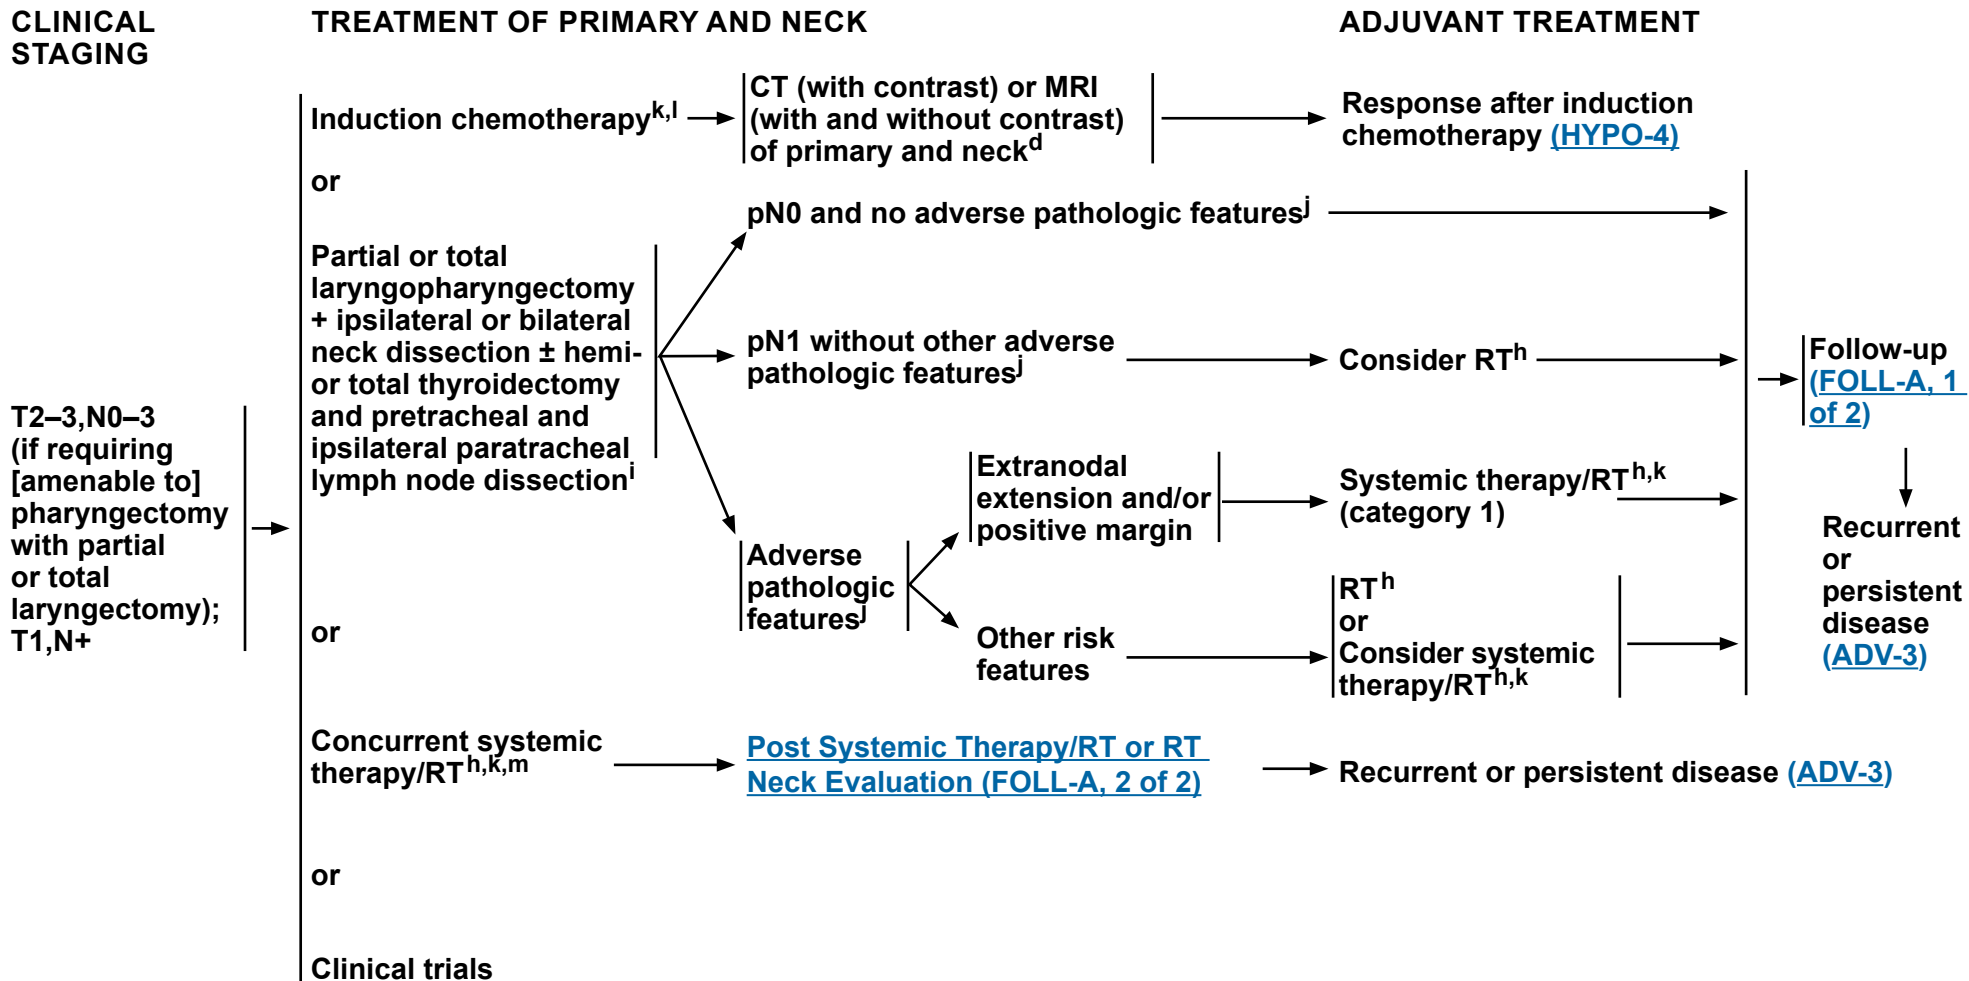 CLINICAL
STAGING
TREATMENT OF PRIMARY AND NECK
ADJUVANT TREATMENT
T2–3,N0–3
(if requiring
[amenable to]
pharyngectomy
with partial
or total
laryngectomy);
T1,N+
Induction chemotherapyk,l
CT (with contrast) or MRI
(with and without contrast)
of primary and neckd
Response after induction
chemotherapy (HYPO-4)
or
Partial or total
laryngopharyngectomy
+ ipsilateral or bilateral
neck dissection ± hemi-
or total thyroidectomy
and pretracheal and
ipsilateral paratracheal
lymph node dissectioni
pN0 and no adverse pathologic featuresj
pN1 without other adverse
pathologic featuresj
Consider RTh
Adverse
pathologic
featuresj
Extranodal
extension and/or
positive margin
Systemic therapy/RTh,k
(category 1)
Other risk
features
RTh
or
Consider systemic
therapy/RTh,k
Follow-up
(FOLL-A, 1
of 2)
Recurrent
or
persistent
disease
(ADV-3)
or
Concurrent systemic
therapy/RTh,k,m
Post Systemic Therapy/RT or RT
Neck Evaluation (FOLL-A, 2 of 2)
Recurrent or persistent disease (ADV-3)
or
Clinical trials